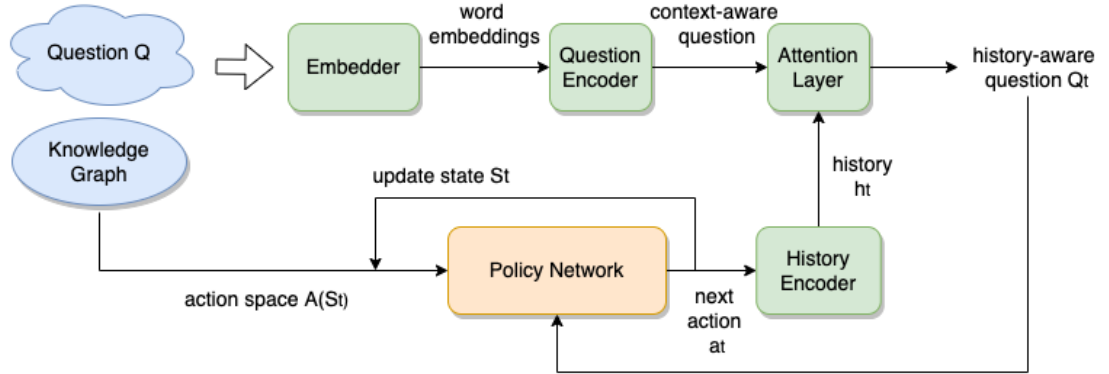 Question Q
Embedder
word
embeddings
Question
Encoder
context-aware
question
Attention
Layer
history-aware
question Qt
Knowledge
Graph
update state St
history
ht
Policy Network
History
Encoder
action space A(St)
next
action
at